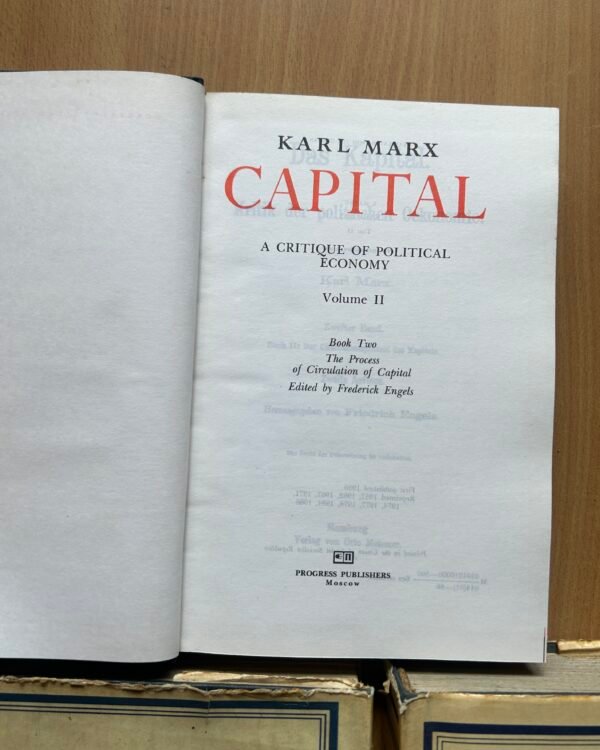 KARL MARX
CAPITAL
A CRITIQUE OF POLITICAL
ECONOMY
Volume II
Book Two
The Process
of Circulation of Capital
Edited by Frederick Engels
PROGRESS PUBLISHERS
Moscow